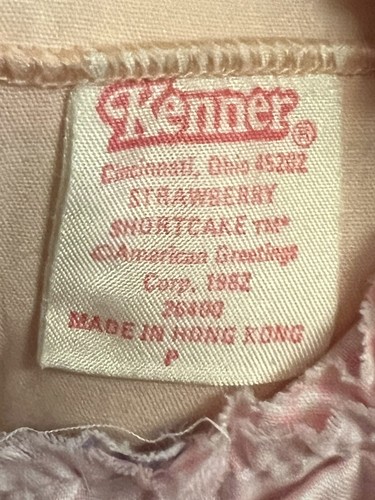 Kenner®
Cincinnati, Ohio 45202
STRAWBERRY
SHORTCAKE TM*
©American Greetings
Corp. 1982
26400
MADE IN HONG KONG
P